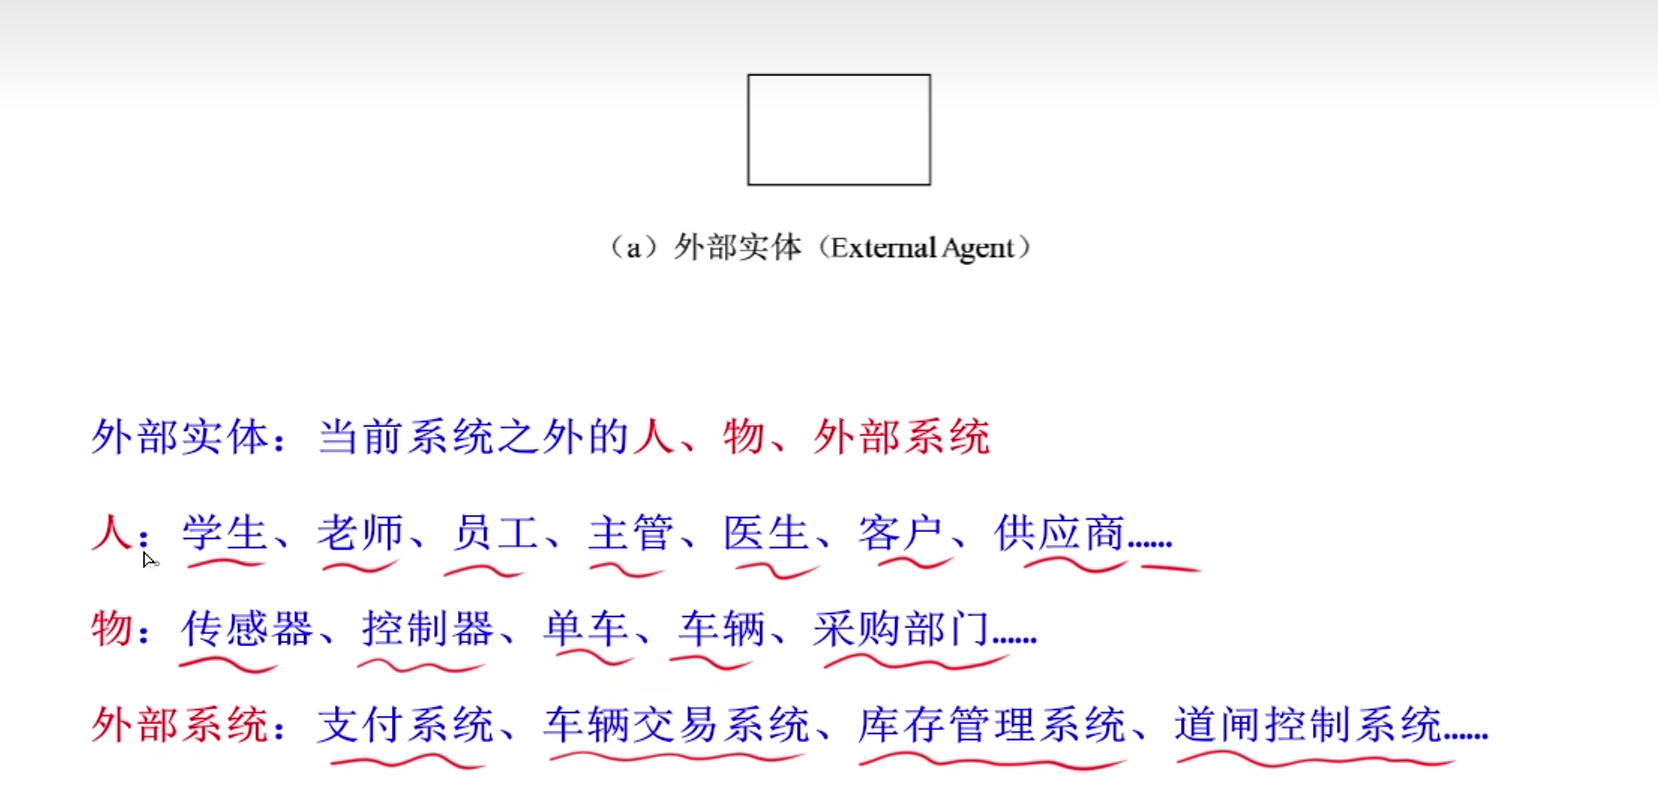 （a）外部实体（External Agent）
外部实体：当前系统之外的人、物、外部系统
人：学生、老师、员工、主管、医生、客户、供应商……
物：传感器、控制器、单车、车辆、采购部门……
外部系统：支付系统、车辆交易系统、库存管理系统、道闸控制系统……